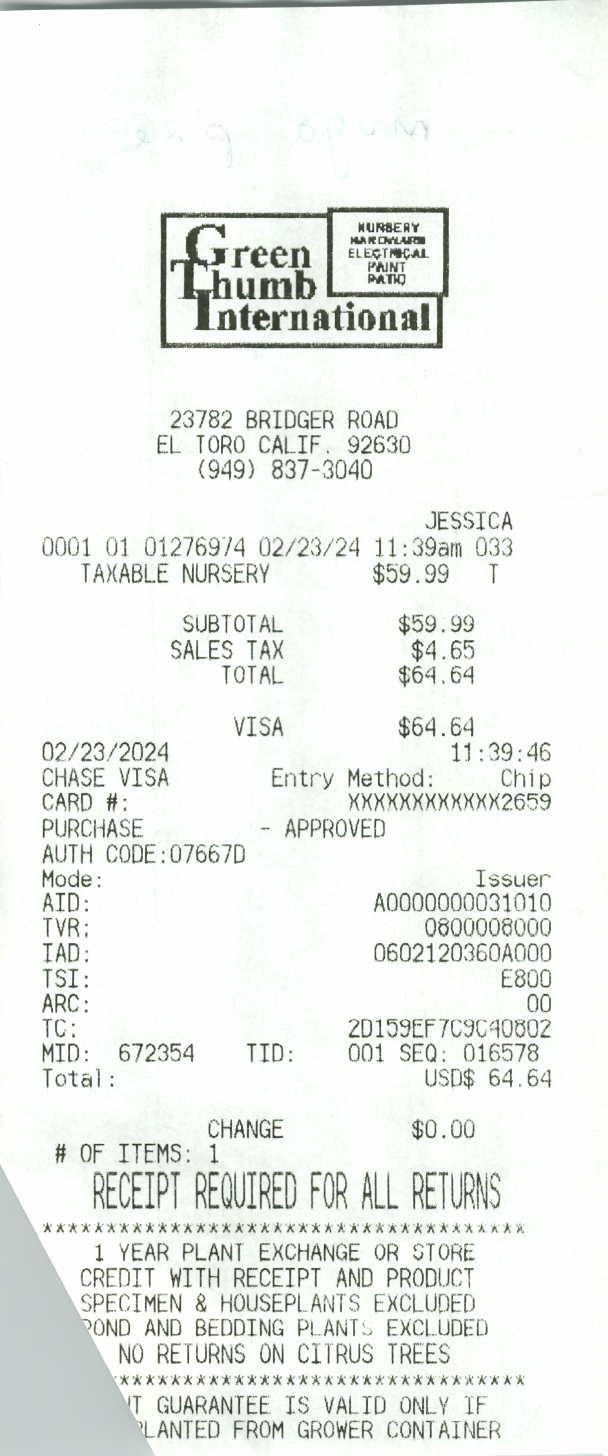 Green Thumb International
NURSERY
HARDWARE
ELECTRICAL
PAINT
PATIO
23782 BRIDGER ROAD
EL TORO CALIF. 92630
(949) 837-3040
JESSICA
0001 01 01276974 02/23/24 11:39am 033
TAXABLE NURSERY $59.99 T
SUBTOTAL $59.99
SALES TAX $4.65
TOTAL $64.64
VISA $64.64
02/23/2024 11:39:46
CHASE VISA Entry Method: Chip
CARD #: XXXXXXXXXXXX2659
PURCHASE - APPROVED
AUTH CODE:07667D
Mode: Issuer
AID: A0000000031010
TVR: 0800008000
IAD: 0602120360A000
TSI: E800
ARC: 00
TC: 2D159EF7C9C40802
MID: 672354 TID: 001 SEQ: 016578
Total: USD$ 64.64
CHANGE $0.00
# OF ITEMS: 1
RECEIPT REQUIRED FOR ALL RETURNS
****************************************
1 YEAR PLANT EXCHANGE OR STORE
CREDIT WITH RECEIPT AND PRODUCT
SPECIMEN & HOUSEPLANTS EXCLUDED
POND AND BEDDING PLANTS EXCLUDED
NO RETURNS ON CITRUS TREES
**********************************
GUARANTEE IS VALID ONLY IF
PLANTED FROM GROWER CONTAINER